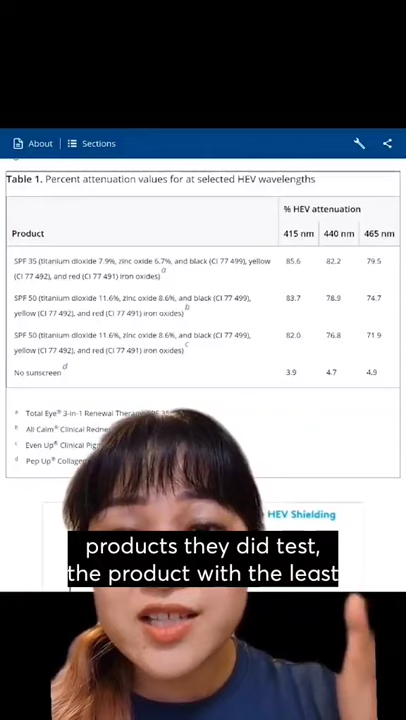 About
Sections
Table 1. Percent attenuation values for at selected HEV wavelengths
% HEV attenuation
Product
415 nm 440 nm 465 nm
SPF 35 (titanium dioxide 7.9%, zinc oxide 6.7%, and black (CI 77 499), yellow
(CI 77 492), and red (CI 77 491) iron oxides) a
85.6 82.2 79.5
SPF 50 (titanium dioxide 11.6%, zinc oxide 8.6%, and black (CI 77 499),
yellow (CI 77 492), and red (CI 77 491) iron oxides) b
83.7 78.9 74.7
SPF 50 (titanium dioxide 11.6%, zinc oxide 8.6%, and black (CI 77 499),
yellow (CI 77 492), and red (CI 77 491) iron oxides) c
82.0 76.8 71.9
No sunscreen d
3.9 4.7 4.9
a Total Eye® 3-in-1 Renewal Therapy SPF 35
b All Calm® Clinical Redne
c Even Up® Clinical Pig
d Pep Up® Collagen
HEV Shielding
products they did test,
the product with the least